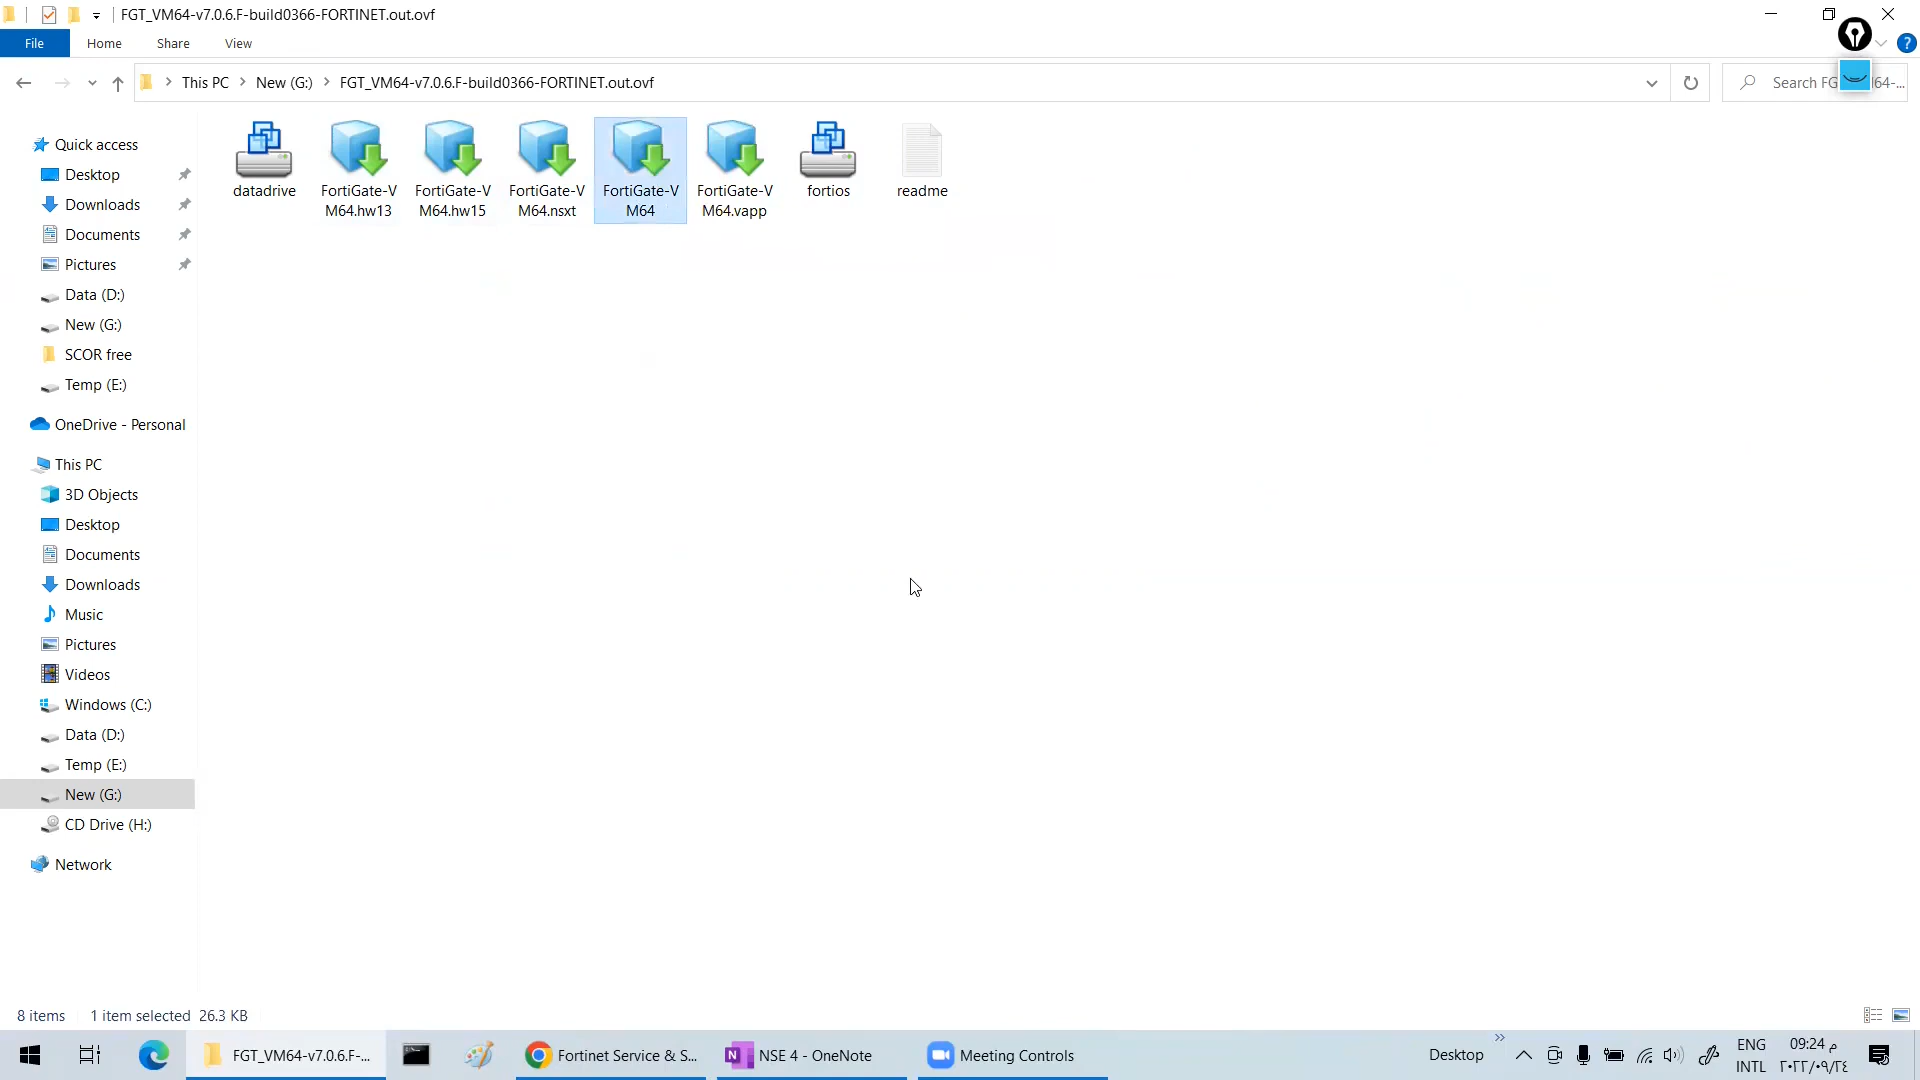 FGT_VM64-v7.0.6.F-build0366-FORTINET.out.ovf
File
Home
Share
View
?
This PC
New (G:)
FGT_VM64-v7.0.6.F-build0366-FORTINET.out.ovf
Search FG
!64-...
Quick access
Desktop
Downloads
Documents
Pictures
Data (D:)
New (G:)
SCOR free
Temp (E:)
OneDrive - Personal
This PC
3D Objects
Desktop
Documents
Downloads
Music
Pictures
Videos
Windows (C:)
Data (D:)
Temp (E:)
New (G:)
CD Drive (H:)
Network
datadrive
FortiGate-V
M64.hw13
FortiGate-V
M64.hw15
FortiGate-V
M64.nsxt
FortiGate-V
M64
FortiGate-V
M64.vapp
fortios
readme
8 items
1 item selected 26.3 KB
FGT_VM64-v7.0.6.F-...
Fortinet Service & S...
NSE 4 - OneNote
Meeting Controls
Desktop
ENG
INTL
09:24 م
٢٠٢٢/٠٩/٢٤